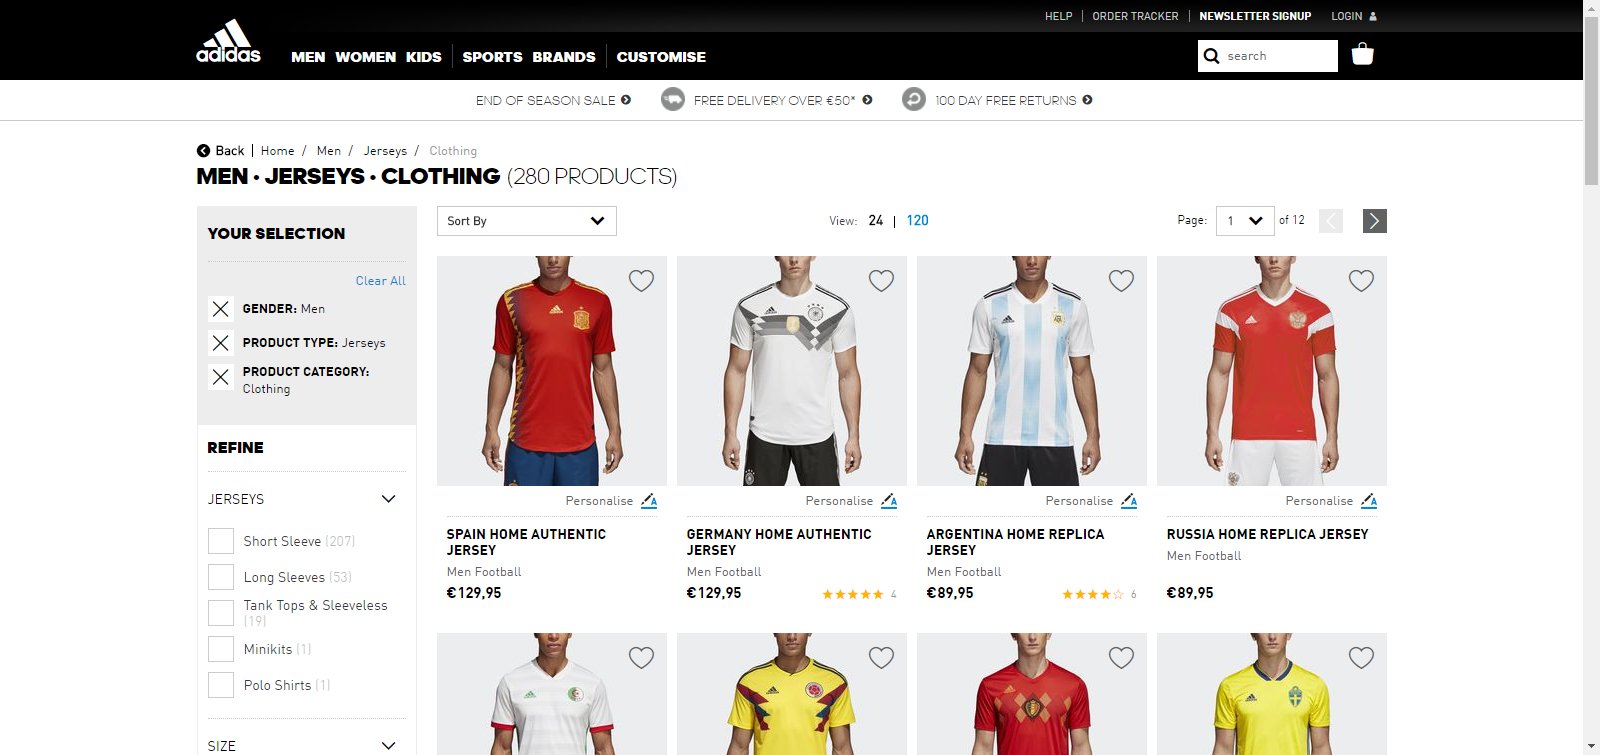 HELP | ORDER TRACKER | NEWSLETTER SIGNUP LOGIN
adidas
MEN WOMEN KIDS | SPORTS BRANDS | CUSTOMISE
search
END OF SEASON SALE
FREE DELIVERY OVER €50*
100 DAY FREE RETURNS
Back | Home / Men / Jerseys / Clothing
MEN · JERSEYS · CLOTHING (280 PRODUCTS)
YOUR SELECTION
Clear All
GENDER: Men
PRODUCT TYPE: Jerseys
PRODUCT CATEGORY:
Clothing
REFINE
JERSEYS
Short Sleeve (207)
Long Sleeves (53)
Tank Tops & Sleeveless
(19)
Minikits (1)
Polo Shirts (1)
SIZE
Sort By
View: 24 | 120
Page: 1 of 12
Personalise A
SPAIN HOME AUTHENTIC
JERSEY
Men Football
€129,95
Personalise A
GERMANY HOME AUTHENTIC
JERSEY
Men Football
€129,95 4
Personalise A
ARGENTINA HOME REPLICA
JERSEY
Men Football
€89,95 6
Personalise A
RUSSIA HOME REPLICA JERSEY
Men Football
€89,95